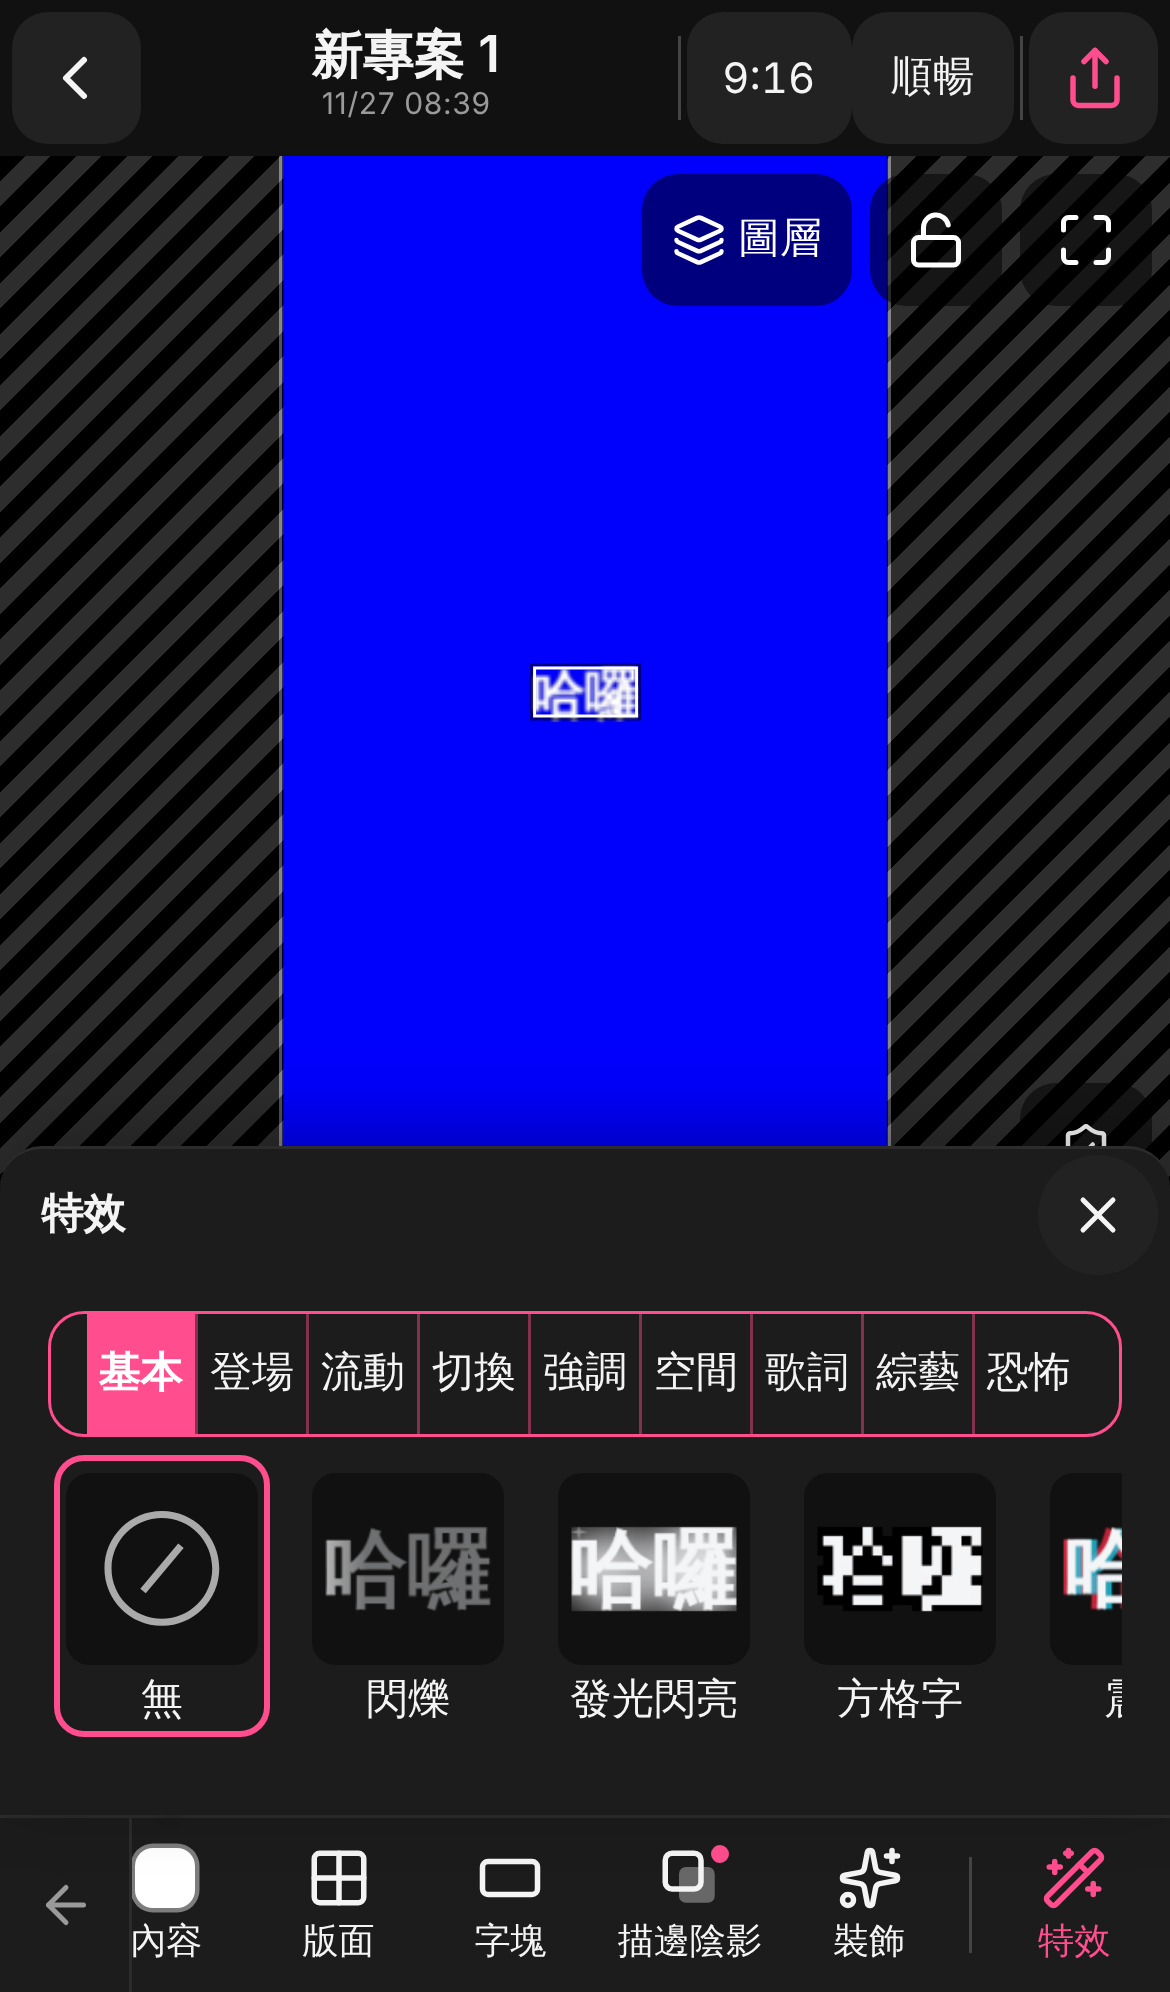 新專案 1
11/27 08:39
9:16
順暢
圖層
哈囉
特效
基本 登場 流動 切換 強調 空間 歌詞 綜藝 恐怖
哈囉 哈囉 哈
無 閃爍 發光閃亮 方格字
內容 版面 字塊 描邊陰影 裝飾 特效